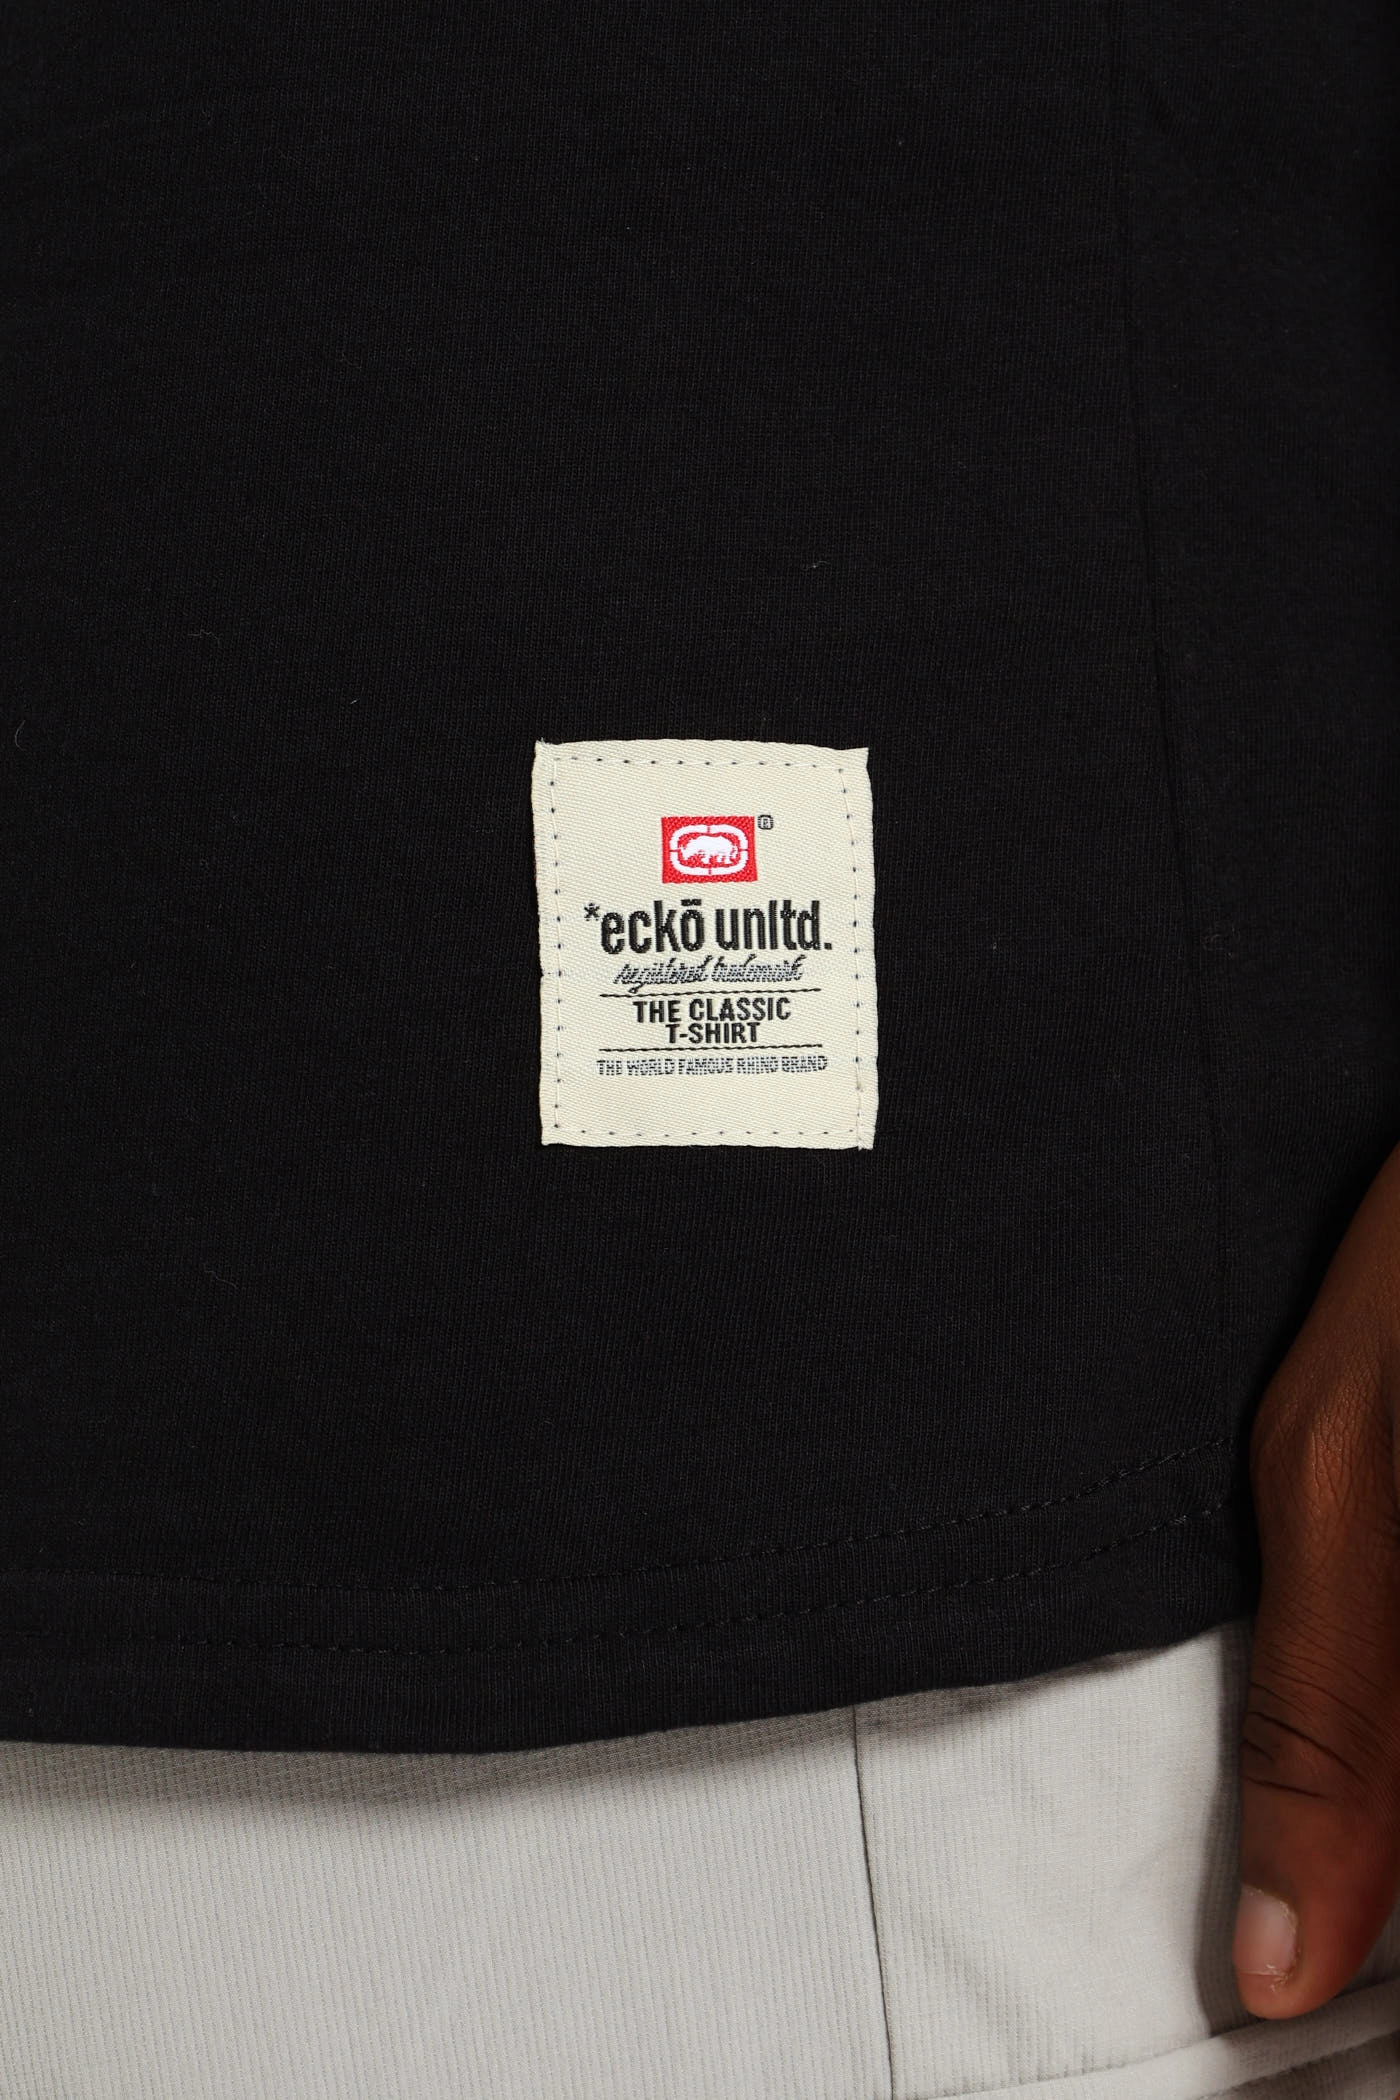 ®
*eckō unltd.
registered trademark
THE CLASSIC
T-SHIRT
THE WORLD FAMOUS RHINO BRAND